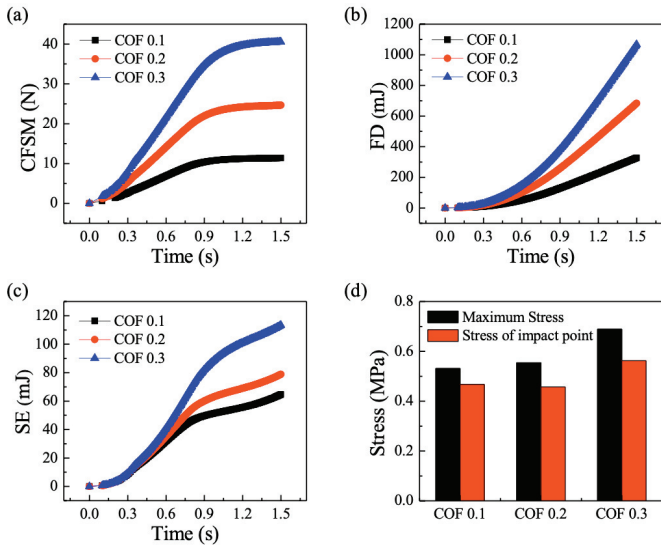 (a)
COF 0.1
COF 0.2
COF 0.3
CFSM (N)
40
30
20
10
0
0.0 0.3 0.6 0.9 1.2 1.5
Time (s)
(b)
COF 0.1
COF 0.2
COF 0.3
FD (mJ)
1200
1000
800
600
400
200
0
0.0 0.3 0.6 0.9 1.2 1.5
Time (s)
(c)
COF 0.1
COF 0.2
COF 0.3
SE (mJ)
120
100
80
60
40
20
0
0.0 0.3 0.6 0.9 1.2 1.5
Time (s)
(d)
Maximum Stress
Stress of impact point
Stress (MPa)
0.8
0.6
0.4
0.2
0.0
COF 0.1 COF 0.2 COF 0.3